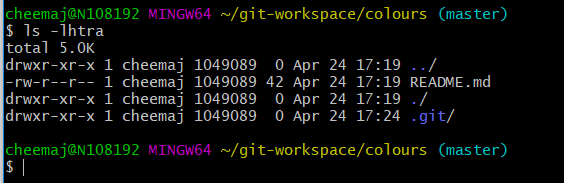 cheemaj@N108192 MINGW64 ~/git-workspace/colours (master)
$ ls -lhtra
total 5.0K
drwxr-xr-x 1 cheemaj 1049089  0 Apr 24 17:19 ../
-rw-r--r-- 1 cheemaj 1049089 42 Apr 24 17:19 README.md
drwxr-xr-x 1 cheemaj 1049089  0 Apr 24 17:19 ./
drwxr-xr-x 1 cheemaj 1049089  0 Apr 24 17:24 .git/
cheemaj@N108192 MINGW64 ~/git-workspace/colours (master)
$